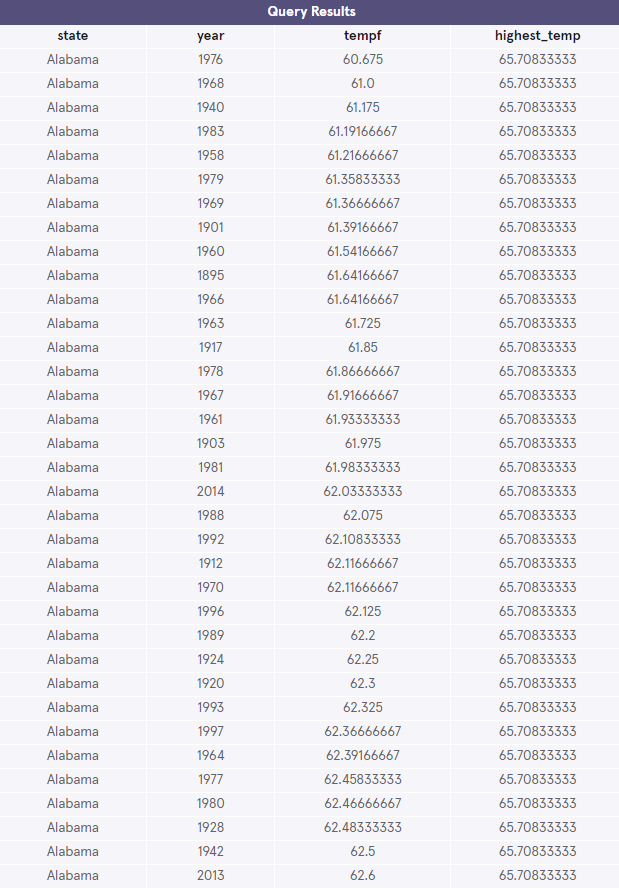 Query Results
state year tempf highest_temp
Alabama 1976 60.675 65.70833333
Alabama 1968 61.0 65.70833333
Alabama 1940 61.175 65.70833333
Alabama 1983 61.19166667 65.70833333
Alabama 1958 61.21666667 65.70833333
Alabama 1979 61.35833333 65.70833333
Alabama 1969 61.36666667 65.70833333
Alabama 1901 61.39166667 65.70833333
Alabama 1960 61.54166667 65.70833333
Alabama 1895 61.64166667 65.70833333
Alabama 1966 61.64166667 65.70833333
Alabama 1963 61.725 65.70833333
Alabama 1917 61.85 65.70833333
Alabama 1978 61.86666667 65.70833333
Alabama 1967 61.91666667 65.70833333
Alabama 1961 61.93333333 65.70833333
Alabama 1903 61.975 65.70833333
Alabama 1981 61.98333333 65.70833333
Alabama 2014 62.03333333 65.70833333
Alabama 1988 62.075 65.70833333
Alabama 1992 62.10833333 65.70833333
Alabama 1912 62.11666667 65.70833333
Alabama 1970 62.11666667 65.70833333
Alabama 1996 62.125 65.70833333
Alabama 1989 62.2 65.70833333
Alabama 1924 62.25 65.70833333
Alabama 1920 62.3 65.70833333
Alabama 1993 62.325 65.70833333
Alabama 1997 62.36666667 65.70833333
Alabama 1964 62.39166667 65.70833333
Alabama 1977 62.45833333 65.70833333
Alabama 1980 62.46666667 65.70833333
Alabama 1928 62.48333333 65.70833333
Alabama 1942 62.5 65.70833333
Alabama 2013 62.6 65.70833333